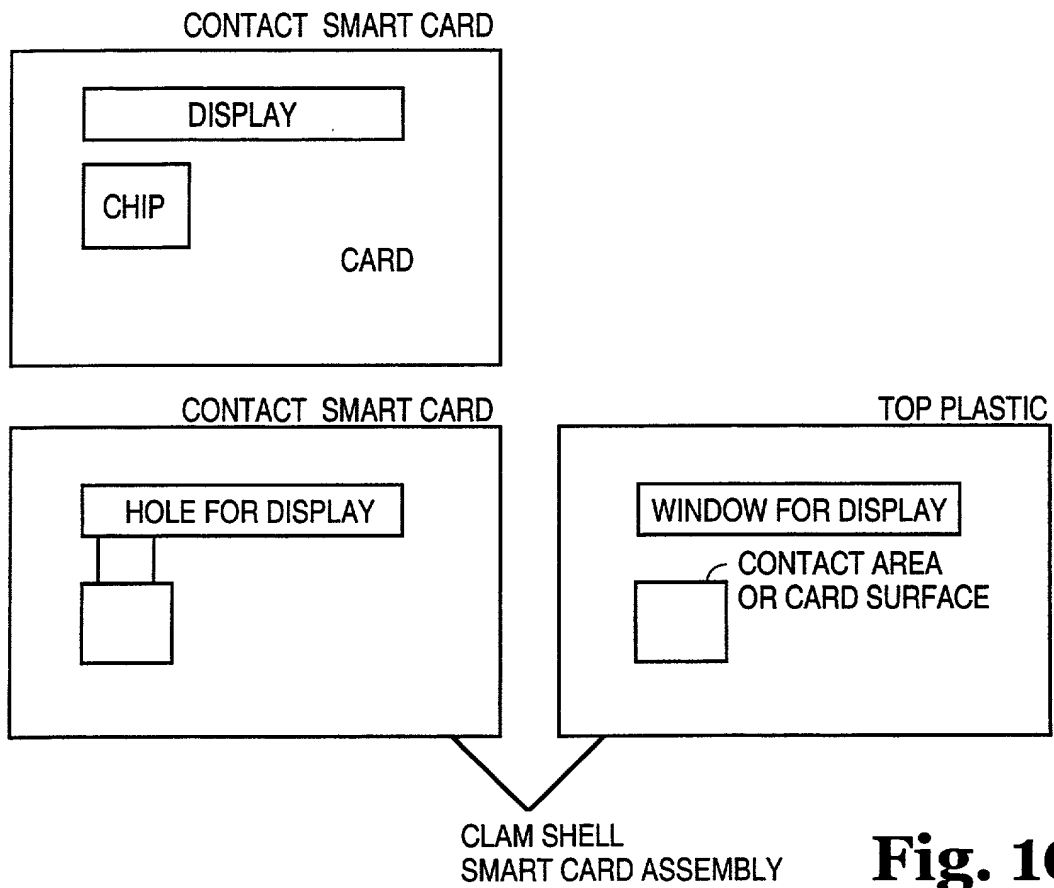 CONTACT SMART CARD
DISPLAY
CHIP
CARD
CONTACT SMART CARD
HOLE FOR DISPLAY
TOP PLASTIC
WINDOW FOR DISPLAY
CONTACT AREA
OR CARD SURFACE
CLAM SHELL
SMART CARD ASSEMBLY
Fig.